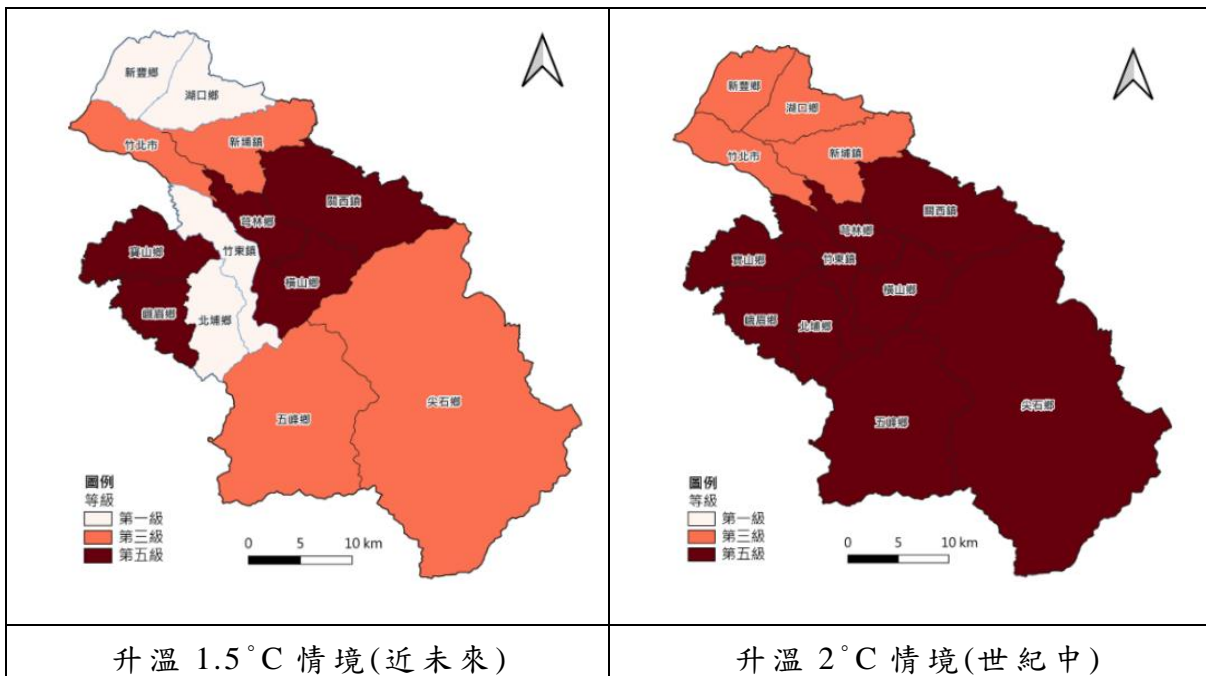 新豐鄉
湖口鄉
竹北市
新埔鎮
關西鎮
芎林鄉
寶山鄉
竹東鎮
橫山鄉
峨眉鄉
北埔鄉
尖石鄉
五峰鄉
圖例
等級
第一級
第三級
第五級
0 5 10 km
升溫 1.5°C 情境(近未來)
新豐鄉
湖口鄉
竹北市
新埔鎮
關西鎮
芎林鄉
寶山鄉
竹東鎮
橫山鄉
峨眉鄉
北埔鄉
尖石鄉
五峰鄉
圖例
等級
第一級
第三級
第五級
0 5 10 km
升溫 2°C 情境(世紀中)